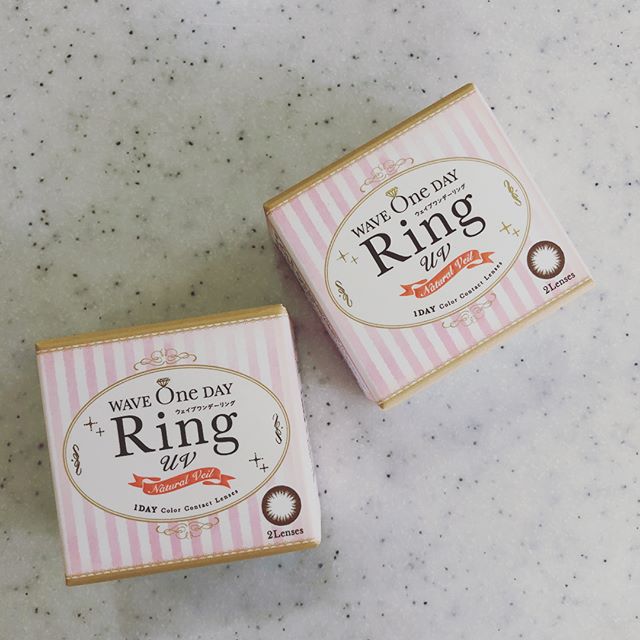 WAVE One DAY
ウェイブワンデーリング
Ring
UV
Natural Veil
1DAY Color Contact Lenses
2Lenses
WAVE One DAY
ウェイブワンデーリング
Ring
UV
Natural Veil
1DAY Color Contact Lenses
2Lenses